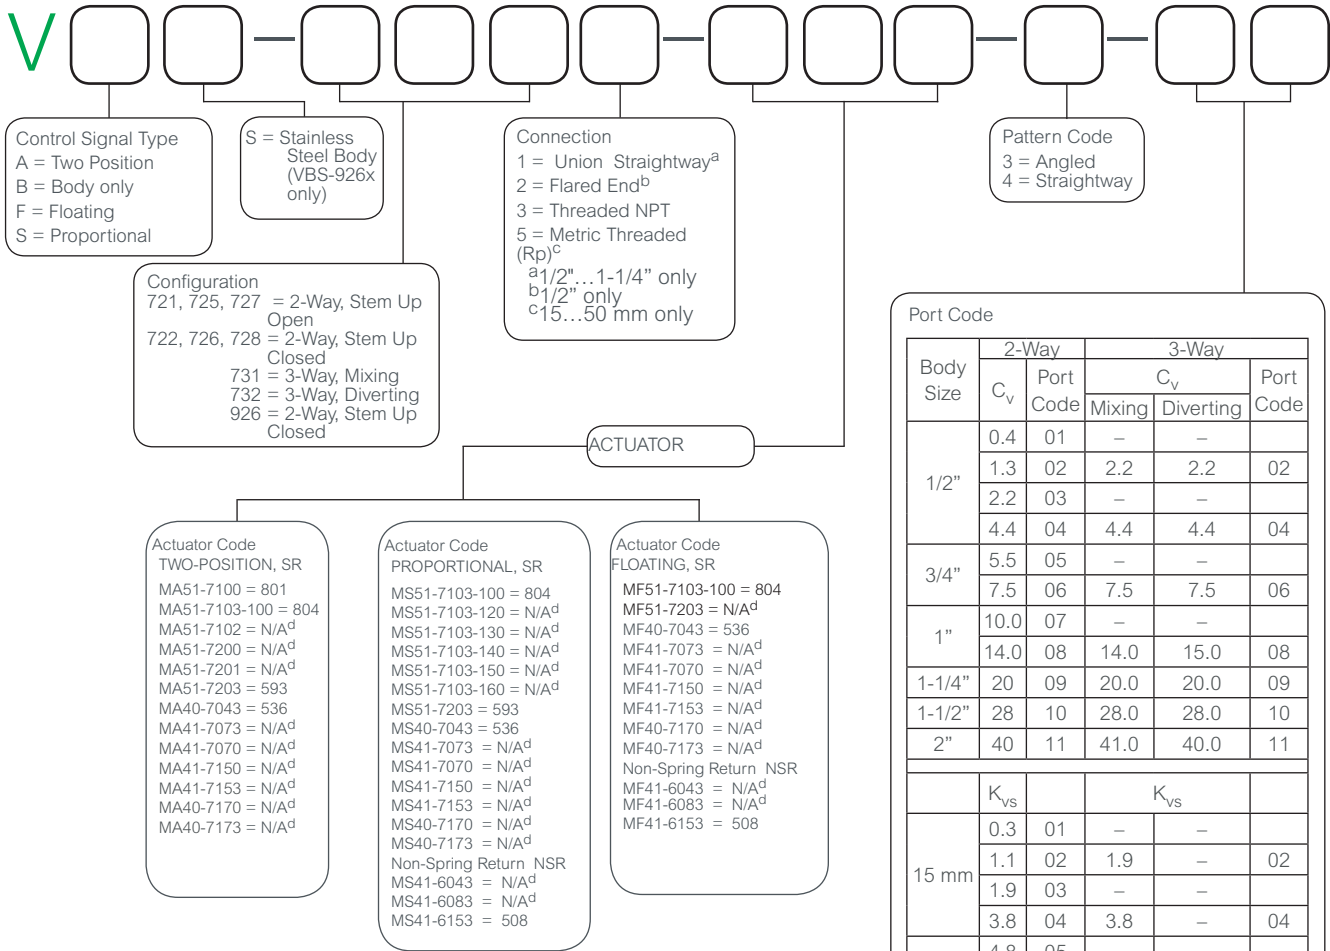 V
Control Signal Type
A = Two Position
B = Body only
F = Floating
S = Proportional
S = Stainless
Steel Body
(VBS-926x
only)
Configuration
721, 725, 727 = 2-Way, Stem Up
Open
722, 726, 728 = 2-Way, Stem Up
Closed
731 = 3-Way, Mixing
732 = 3-Way, Diverting
926 = 2-Way, Stem Up
Closed
Connection
1 = Union Straightwayᵃ
2 = Flared Endᵇ
3 = Threaded NPT
5 = Metric Threaded
(Rp)ᶜ
ᵃ1/2"…1-1/4” only
ᵇ1/2” only
ᶜ15…50 mm only
Pattern Code
3 = Angled
4 = Straightway
ACTUATOR
Actuator Code
TWO-POSITION, SR
MA51-7100 = 801
MA51-7103-100 = 804
MA51-7102 = N/Aᵈ
MA51-7200 = N/Aᵈ
MA51-7201 = N/Aᵈ
MA51-7203 = 593
MA40-7043 = 536
MA41-7073 = N/Aᵈ
MA41-7070 = N/Aᵈ
MA41-7150 = N/Aᵈ
MA41-7153 = N/Aᵈ
MA40-7170 = N/Aᵈ
MA40-7173 = N/Aᵈ
Actuator Code
PROPORTIONAL, SR
MS51-7103-100 = 804
MS51-7103-120 = N/Aᵈ
MS51-7103-130 = N/Aᵈ
MS51-7103-140 = N/Aᵈ
MS51-7103-150 = N/Aᵈ
MS51-7103-160 = N/Aᵈ
MS51-7203 = 593
MS40-7043 = 536
MS41-7073 = N/Aᵈ
MS41-7070 = N/Aᵈ
MS41-7150 = N/Aᵈ
MS41-7153 = N/Aᵈ
MS40-7170 = N/Aᵈ
MS40-7173 = N/Aᵈ
Non-Spring Return NSR
MS41-6043 = N/Aᵈ
MS41-6083 = N/Aᵈ
MS41-6153 = 508
Actuator Code
FLOATING, SR
MF51-7103-100 = 804
MF51-7203 = N/Aᵈ
MF40-7043 = 536
MF41-7073 = N/Aᵈ
MF41-7070 = N/Aᵈ
MF41-7150 = N/Aᵈ
MF41-7153 = N/Aᵈ
MF40-7170 = N/Aᵈ
MF40-7173 = N/Aᵈ
Non-Spring Return NSR
MF41-6043 = N/Aᵈ
MF41-6083 = N/Aᵈ
MF41-6153 = 508
Port Code
Body Size 2-Way 3-Way
Cᵥ Port Code Cᵥ Port Code
Mixing Diverting
1/2” 0.4 01 – –
1.3 02 2.2 2.2 02
2.2 03 – –
4.4 04 4.4 4.4 04
3/4” 5.5 05 – –
7.5 06 7.5 7.5 06
1” 10.0 07 – –
14.0 08 14.0 15.0 08
1-1/4” 20 09 20.0 20.0 09
1-1/2” 28 10 28.0 28.0 10
2” 40 11 41.0 40.0 11
Kᵥₛ Kᵥₛ
15 mm 0.3 01 – –
1.1 02 1.9 – 02
1.9 03 – –
3.8 04 3.8 – 04
4.8 05